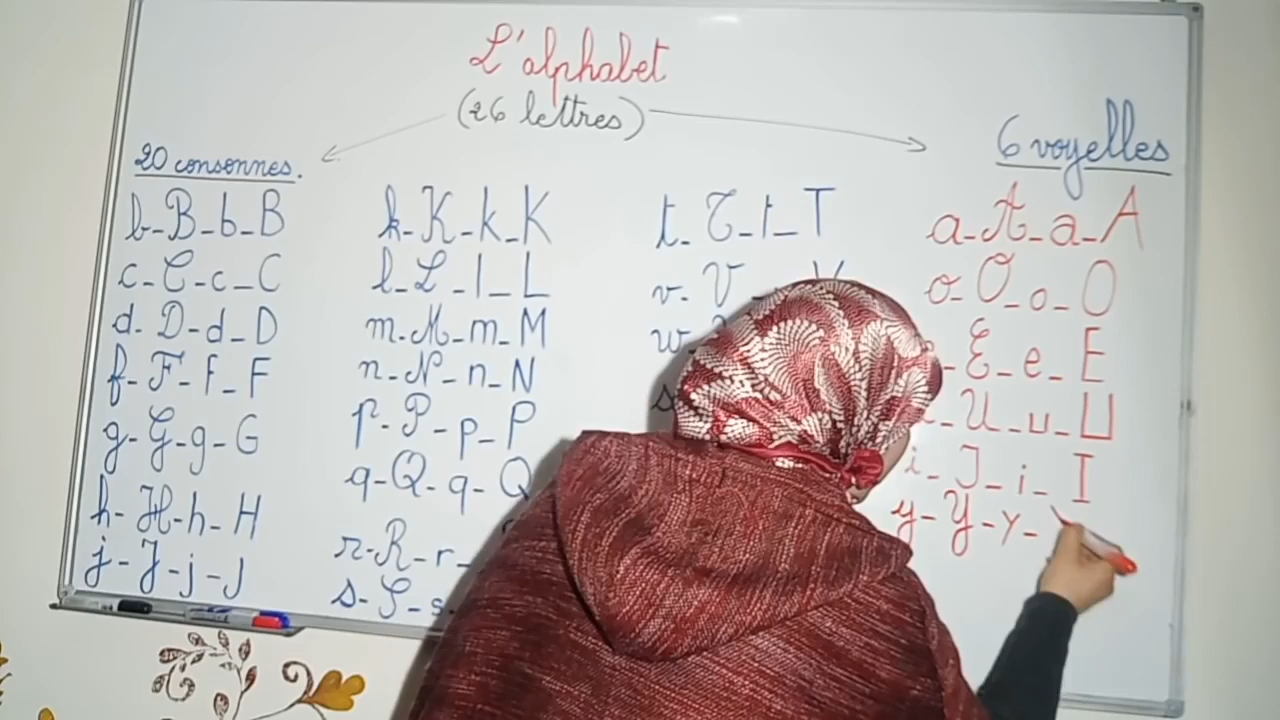 L'alphabet
(26 lettres)
20 consonnes.
b-B-b-B
c-C-c-C
d-D-d-D
f-F-f-F
g-G-g-G
h-H-h-H
j-J-j-J
k-K-k-K
l-L-l-L
m-M-m-M
n-N-n-N
p-P-p-P
q-Q-q-Q
r-R-r-
s-S-s-
t-T-t-T
v-V-
w-
6 voyelles
a-A-a-A
o-O-o-O
-E-e-E
-U-u-U
i-I-i-I
y-Y-y-